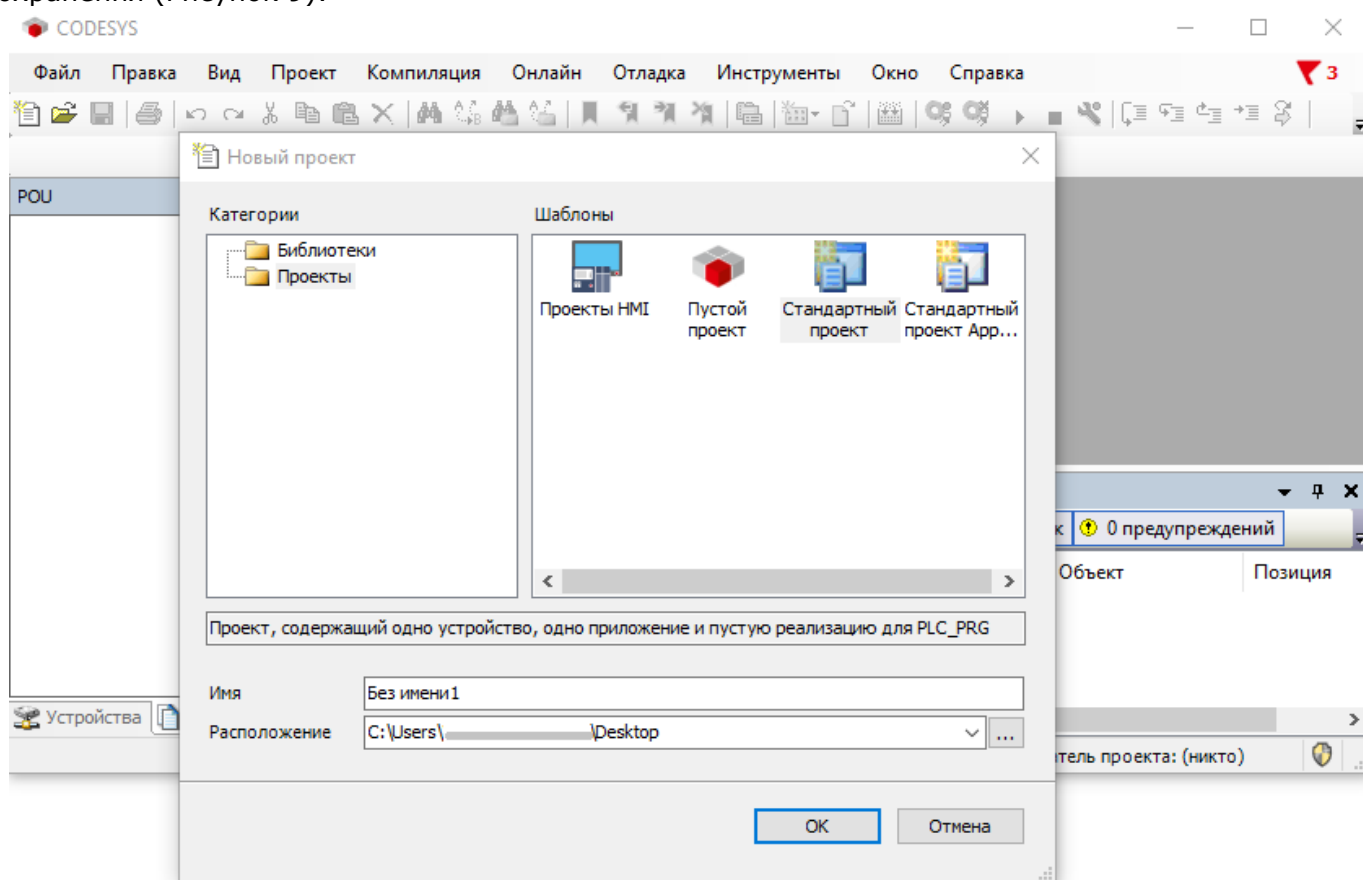 CODESYS
Файл Правка Вид Проект Компиляция Онлайн Отладка Инструменты Окно Справка 3
Новый проект
POU
Категории Шаблоны
Библиотеки
Проекты
Проекты HMI Пустой проект Стандартный проект Стандартный проект App...
к 0 предупреждений
Объект Позиция
Проект, содержащий одно устройство, одно приложение и пустую реализацию для PLC_PRG
Имя Без имени1
Устройства
Расположение C:\Users\ \Desktop ...
тель проекта: (никто)
OK Отмена